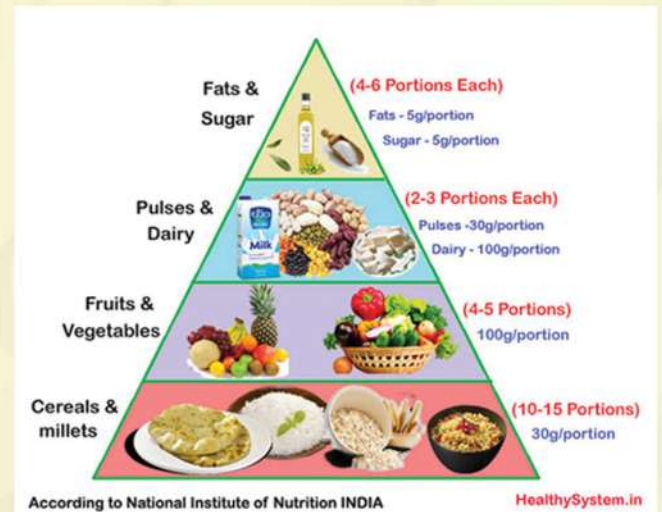 Fats &
Sugar
(4-6 Portions Each)
Fats - 5g/portion
Sugar - 5g/portion
Pulses &
Dairy
(2-3 Portions Each)
Pulses -30g/portion
Dairy - 100g/portion
Milk
Fruits &
Vegetables
(4-5 Portions)
100g/portion
Cereals &
millets
(10-15 Portions)
30g/portion
According to National Institute of Nutrition INDIA
HealthySystem.in